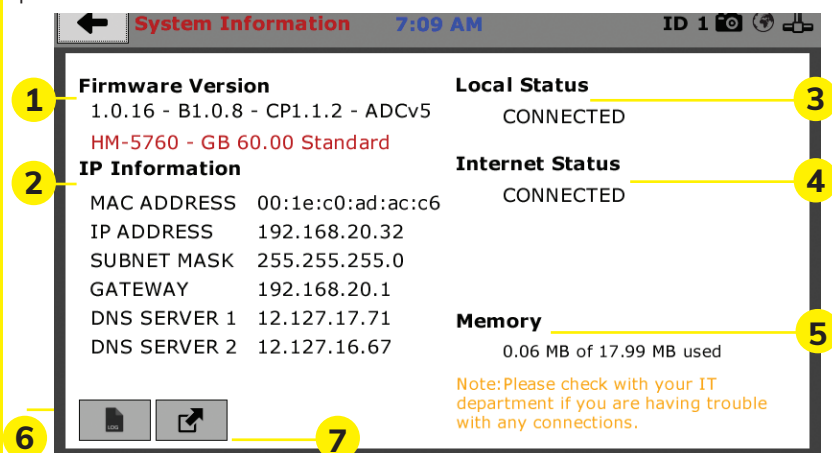 System Information 7:09 AM ID 1
Firmware Version
1.0.16 - B1.0.8 - CP1.1.2 - ADCv5
HM-5760 - GB 60.00 Standard
IP Information
MAC ADDRESS 00:1e:c0:ad:ac:c6
IP ADDRESS 192.168.20.32
SUBNET MASK 255.255.255.0
GATEWAY 192.168.20.1
DNS SERVER 1 12.127.17.71
DNS SERVER 2 12.127.16.67
Local Status
CONNECTED
Internet Status
CONNECTED
Memory
0.06 MB of 17.99 MB used
Note:Please check with your IT
department if you are having trouble
with any connections.
LOG
1
2
3
4
5
6
7